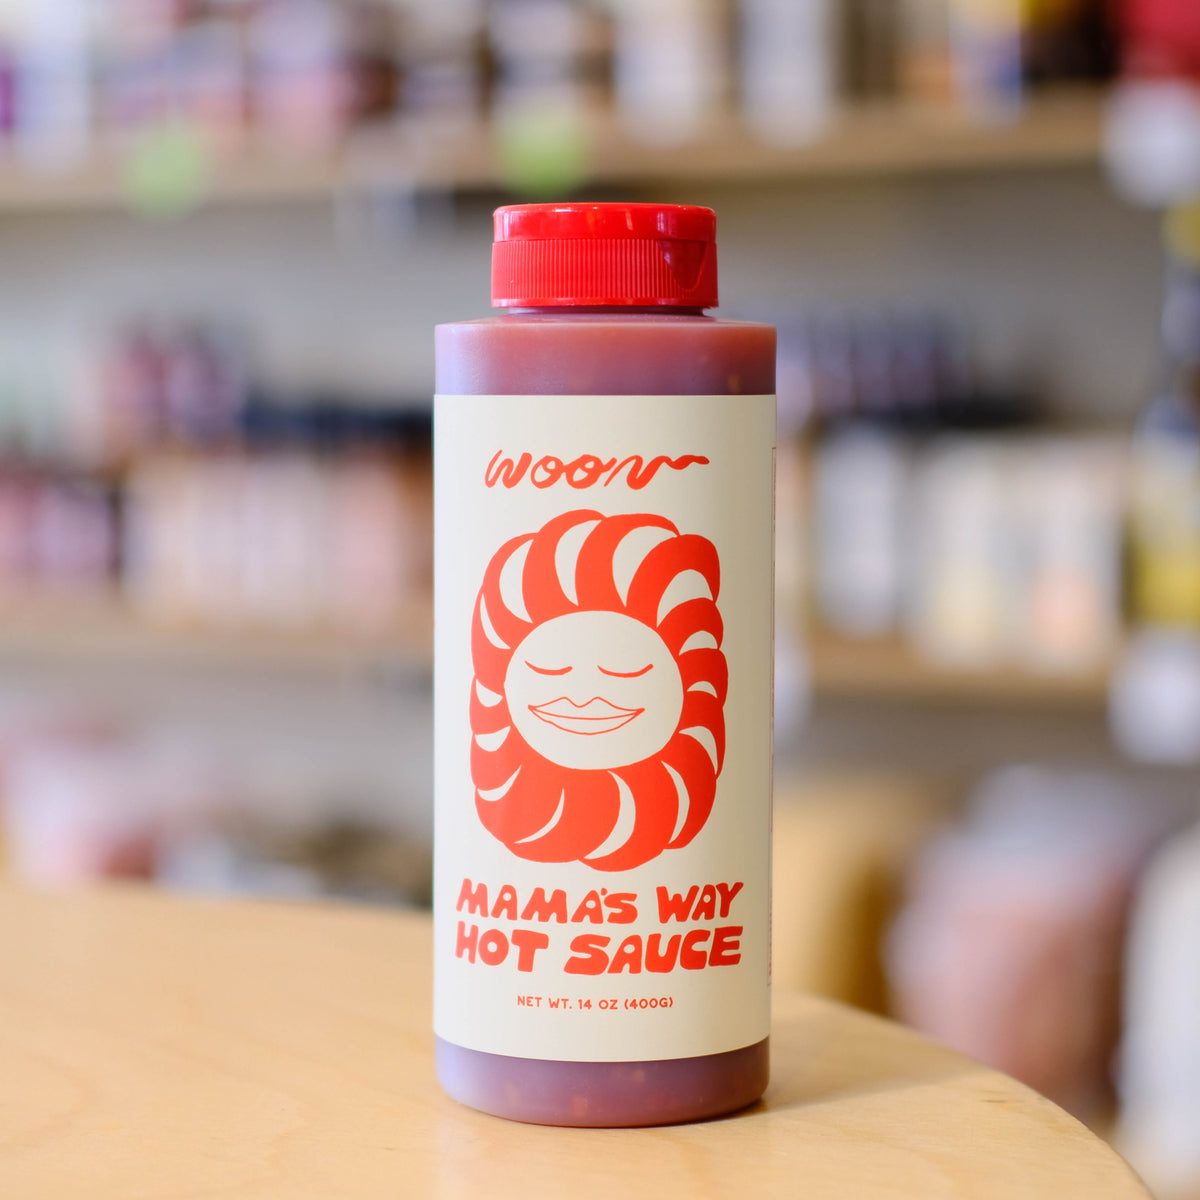 woon
MAMA'S WAY
HOT SAUCE
NET WT. 14 OZ (400G)